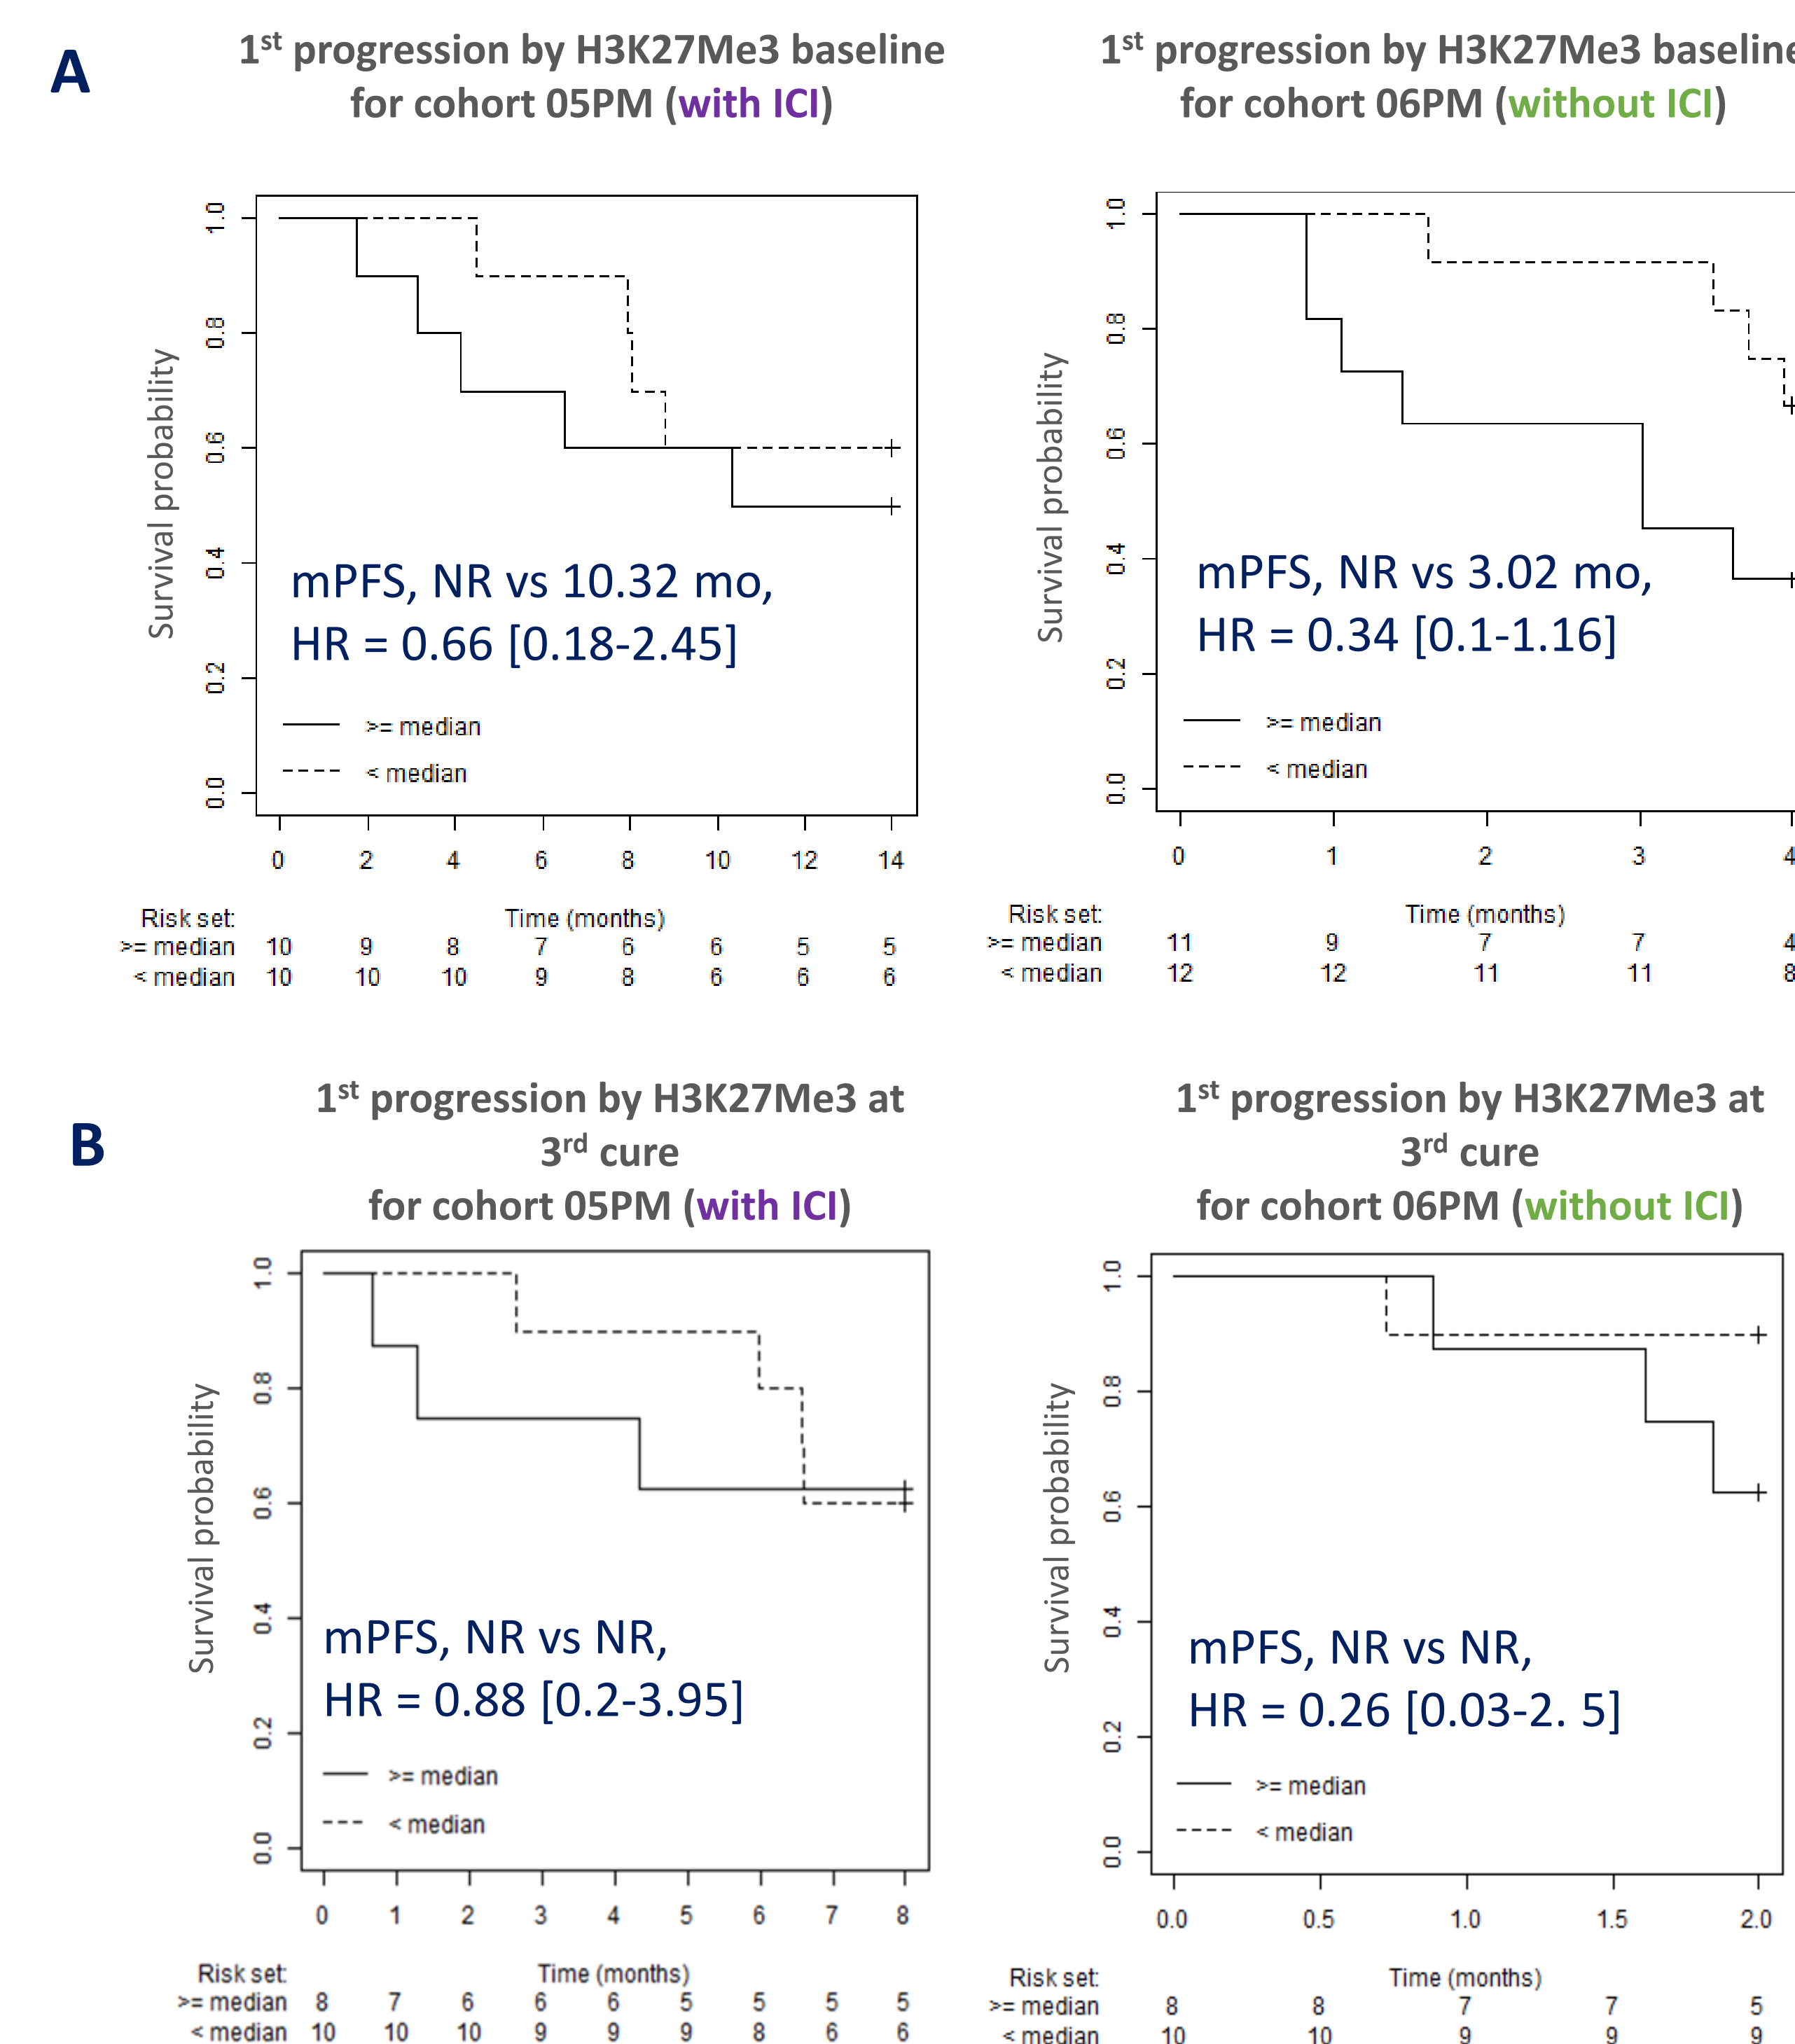 A
1st progression by H3K27Me3 baseline
for cohort 05PM (with ICI)
Survival probability
1.0
0.8
0.6
0.4
0.2
0.0
mPFS, NR vs 10.32 mo,
HR = 0.66 [0.18-2.45]
>= median
< median
0 2 4 6 8 10 12 14
Risk set: Time (months)
>= median 10 9 8 7 6 6 5 5
< median 10 10 10 9 8 6 6 6
1st progression by H3K27Me3 baseline
for cohort 06PM (without ICI)
Survival probability
1.0
0.8
0.6
0.4
0.2
0.0
mPFS, NR vs 3.02 mo,
HR = 0.34 [0.1-1.16]
>= median
< median
0 1 2 3 4
Risk set: Time (months)
>= median 11 9 7 7 4
< median 12 12 11 11 8
B
1st progression by H3K27Me3 at
3rd cure
for cohort 05PM (with ICI)
Survival probability
1.0
0.8
0.6
0.4
0.2
0.0
mPFS, NR vs NR,
HR = 0.88 [0.2-3.95]
>= median
< median
0 1 2 3 4 5 6 7 8
Risk set: Time (months)
>= median 8 7 6 6 6 5 5 5 5
< median 10 10 10 9 9 9 8 6 6
1st progression by H3K27Me3 at
3rd cure
for cohort 06PM (without ICI)
Survival probability
1.0
0.8
0.6
0.4
0.2
0.0
mPFS, NR vs NR,
HR = 0.26 [0.03-2. 5]
>= median
< median
0.0 0.5 1.0 1.5 2.0
Risk set: Time (months)
>= median 8 8 7 7 5
< median 10 10 9 9 9